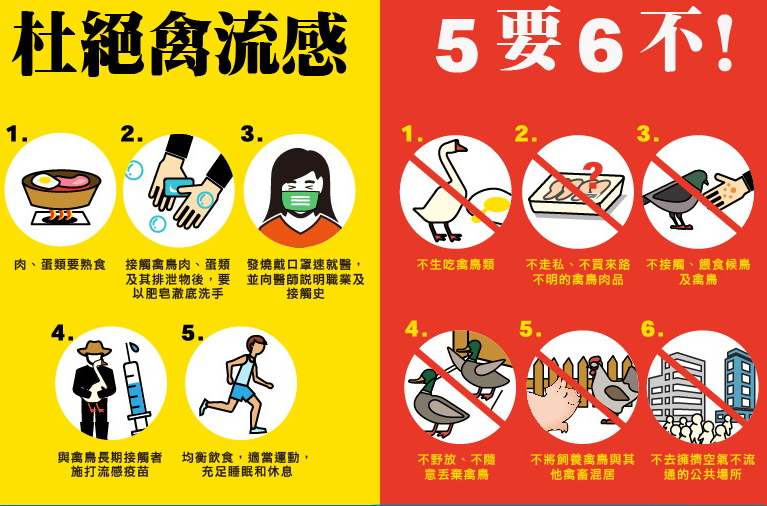 杜絕禽流感
5要6不!
1.
肉、蛋類要熟食
2.
接觸禽鳥肉、蛋類
及其排泄物後，要
以肥皂澈底洗手
3.
發燒戴口罩速就醫，
並向醫師説明職業及
接觸史
4.
與禽鳥長期接觸者
施打流感疫苗
5.
均衡飲食，適當運動，
充足睡眠和休息
1.
不生吃禽鳥類
2.
?
不走私、不買來路
不明的禽鳥肉品
3.
不接觸、餵食候鳥
及禽鳥
4.
不野放、不隨
意丟棄禽鳥
5.
不將飼養禽鳥與其
他禽畜混居
6.
不去擁擠空氣不流
通的公共場所